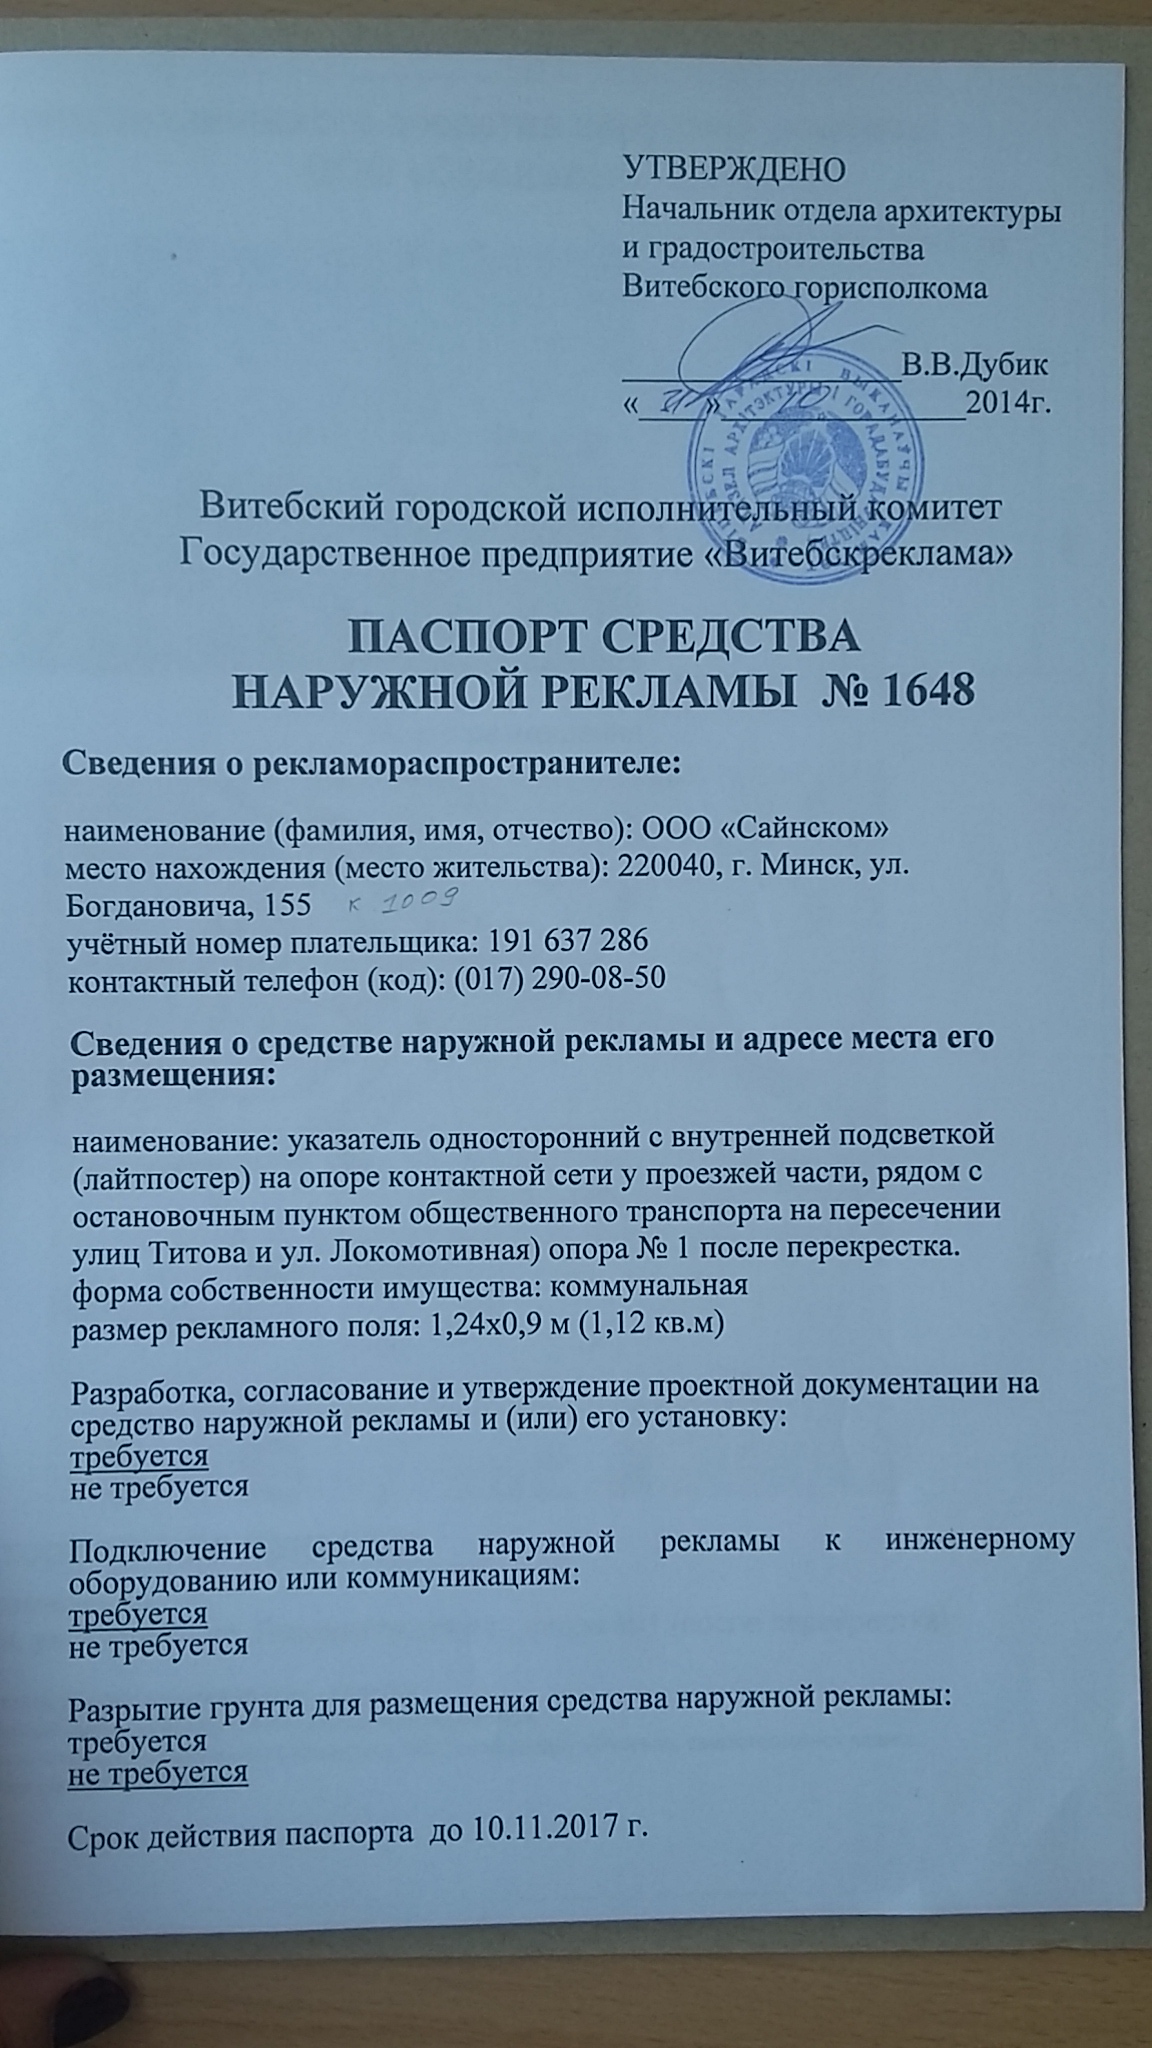 УТВЕРЖДЕНО
Начальник отдела архитектуры
и градостроительства
Витебского горисполкома
В.В.Дубик
« » 10 2014г.
Витебский городской исполнительный комитет
Государственное предприятие «Витебскреклама»
ПАСПОРТ СРЕДСТВА
НАРУЖНОЙ РЕКЛАМЫ № 1648
Сведения о рекламораспространителе:
наименование (фамилия, имя, отчество): ООО «Сайнском»
место нахождения (место жительства): 220040, г. Минск, ул.
Богдановича, 155 к 1009
учётный номер плательщика: 191 637 286
контактный телефон (код): (017) 290-08-50
Сведения о средстве наружной рекламы и адресе места его
размещения:
наименование: указатель односторонний с внутренней подсветкой
(лайтпостер) на опоре контактной сети у проезжей части, рядом с
остановочным пунктом общественного транспорта на пересечении
улиц Титова и ул. Локомотивная) опора № 1 после перекрестка.
форма собственности имущества: коммунальная
размер рекламного поля: 1,24х0,9 м (1,12 кв.м)
Разработка, согласование и утверждение проектной документации на
средство наружной рекламы и (или) его установку:
требуется
не требуется
Подключение средства наружной рекламы к инженерному
оборудованию или коммуникациям:
требуется
не требуется
Разрытие грунта для размещения средства наружной рекламы:
требуется
не требуется
Срок действия паспорта до 10.11.2017 г.